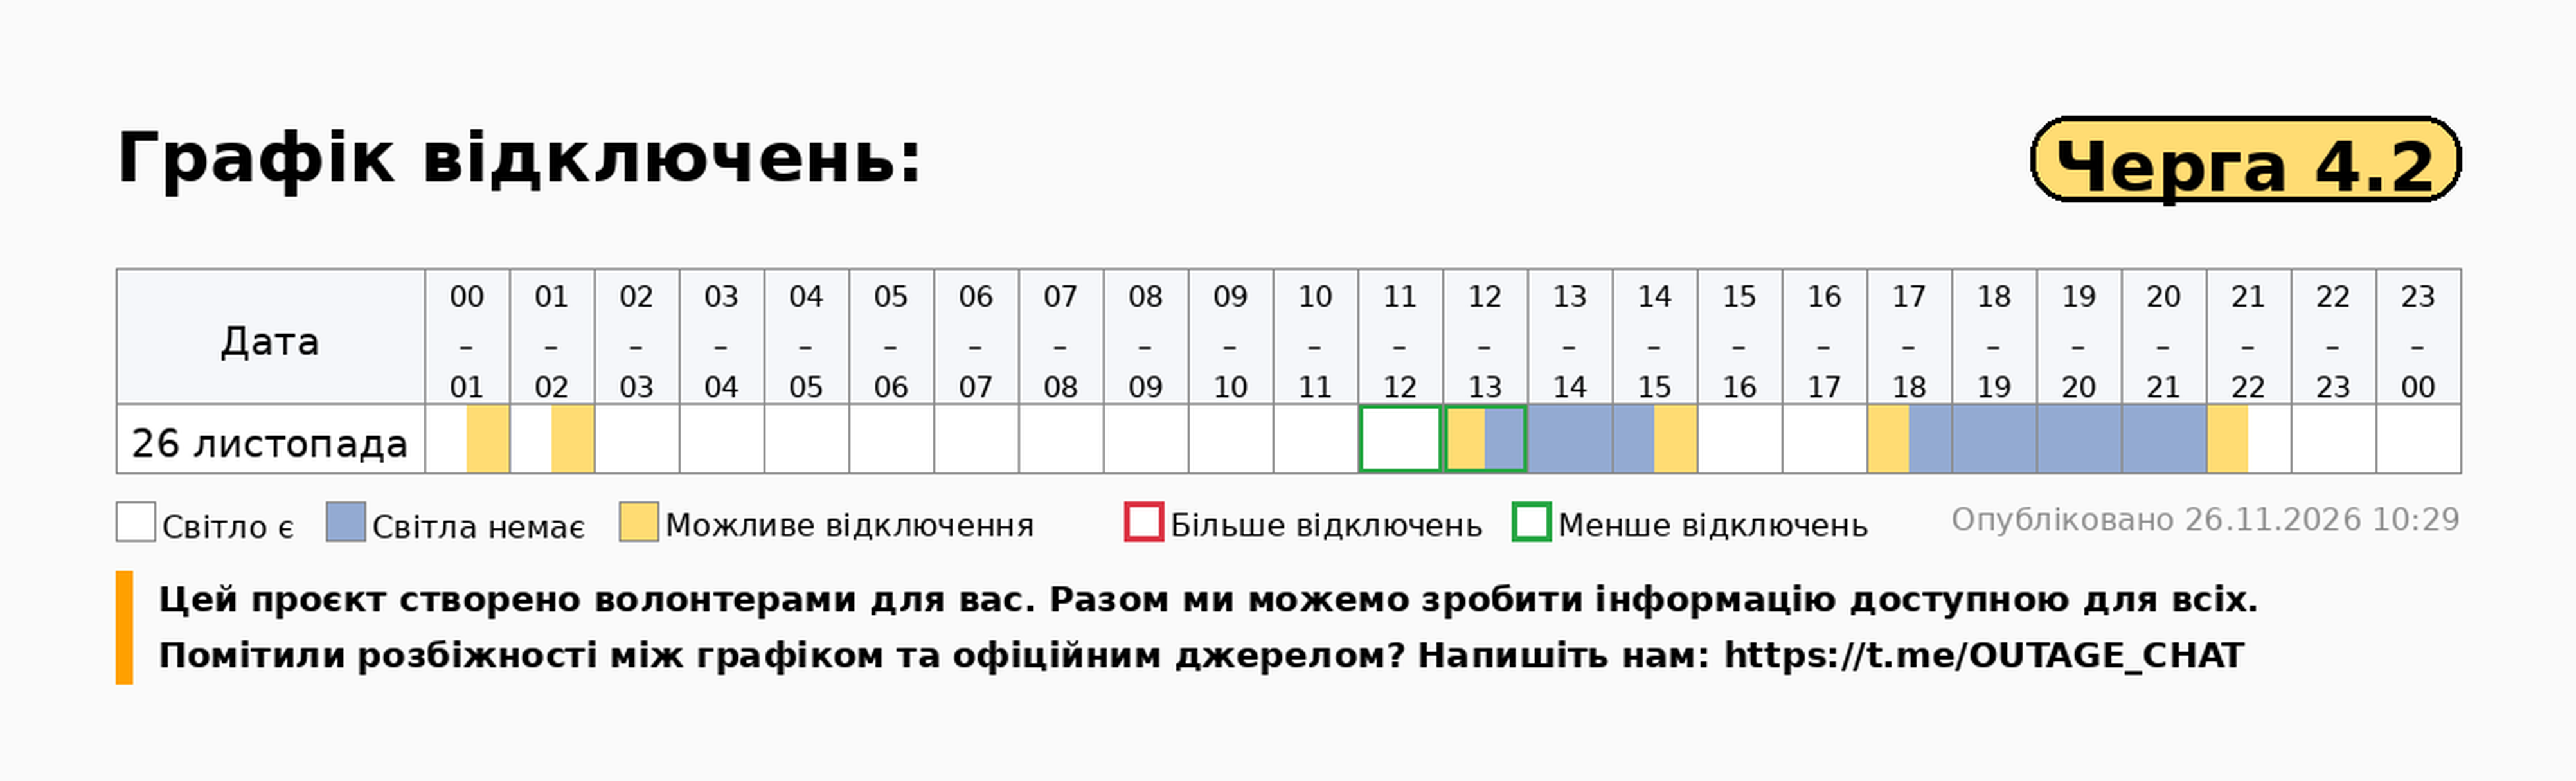 Графік відключень:
Черга 4.2
Дата
00 – 01
01 – 02
02 – 03
03 – 04
04 – 05
05 – 06
06 – 07
07 – 08
08 – 09
09 – 10
10 – 11
11 – 12
12 – 13
13 – 14
14 – 15
15 – 16
16 – 17
17 – 18
18 – 19
19 – 20
20 – 21
21 – 22
22 – 23
23 – 00
26 листопада
Світло є
Світла немає
Можливе відключення
Більше відключень
Менше відключень
Опубліковано 26.11.2026 10:29
Цей проєкт створено волонтерами для вас. Разом ми можемо зробити інформацію доступною для всіх.
Помітили розбіжності між графіком та офіційним джерелом? Напишіть нам: https://t.me/OUTAGE_CHAT